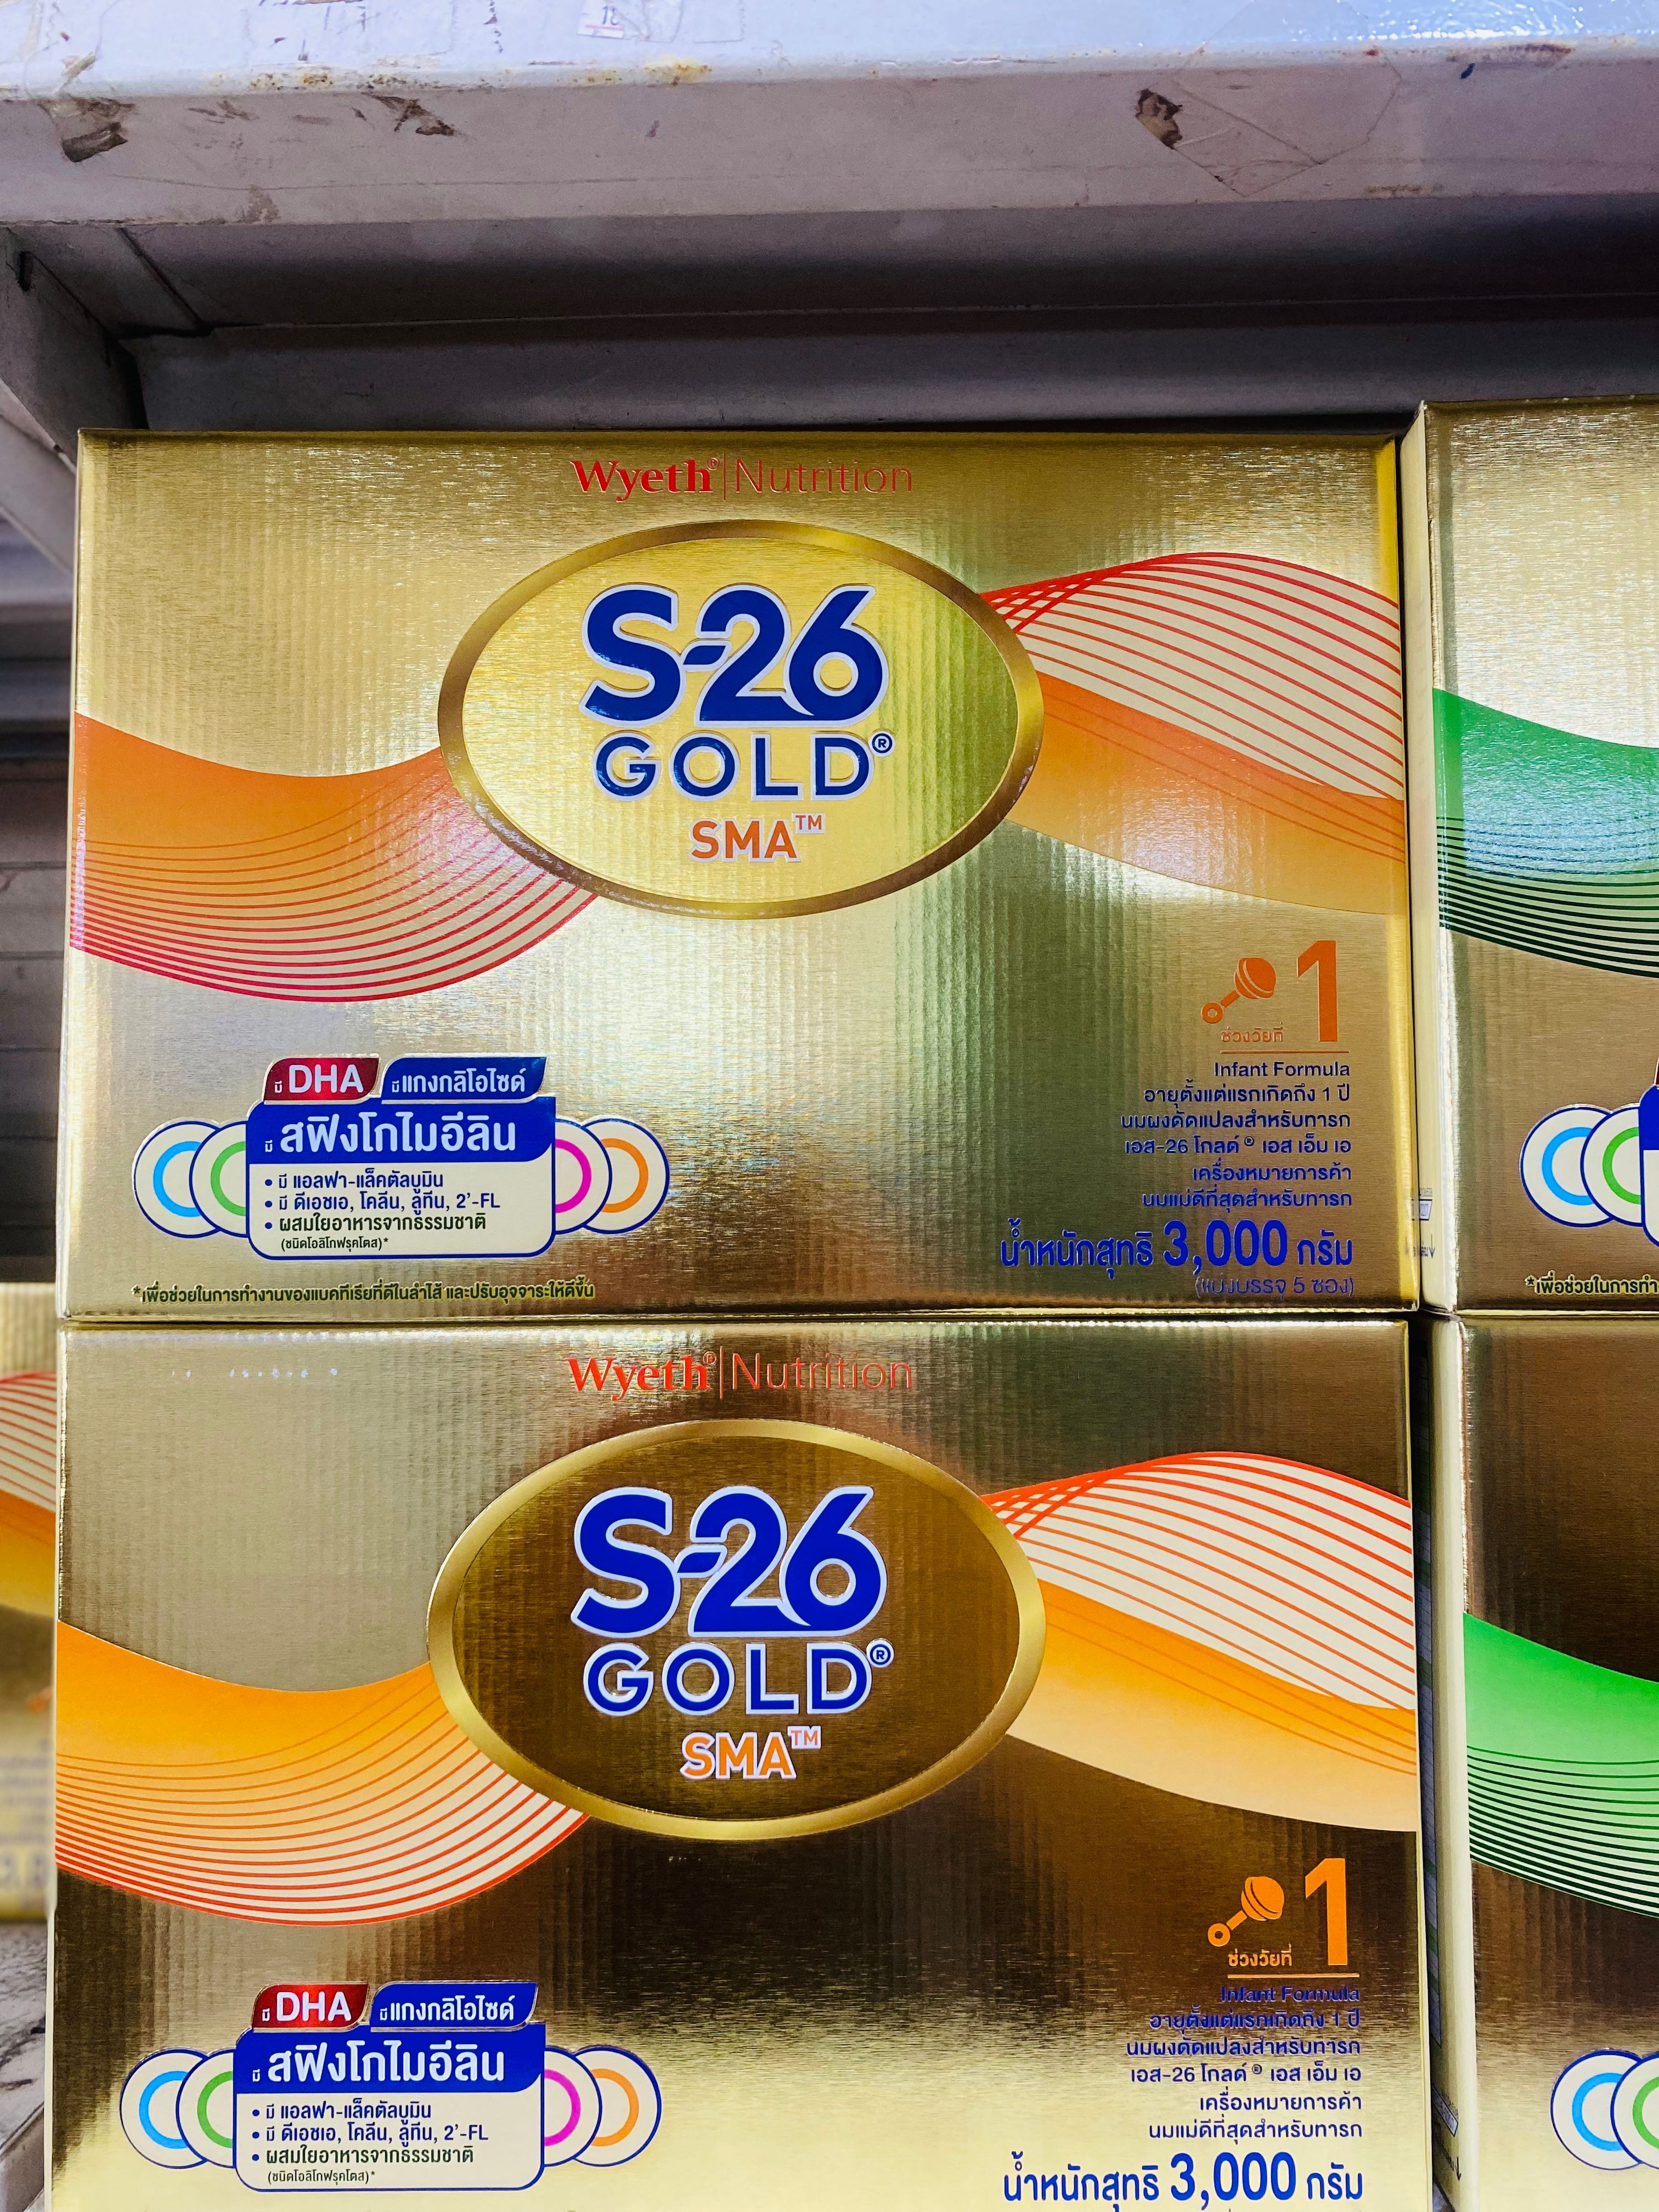 Wyeth® | Nutrition
S-26
GOLD®
SMA™
1
ช่วงวัยที่
Infant Formula
อายุตั้งแต่แรกเกิดถึง 1 ปี
นมผงดัดแปลงสำหรับทารก
เอส-26 โกลด์ ® เอส เอ็ม เอ
เครื่องหมายการค้า
นมแม่ดีที่สุดสำหรับทารก
น้ำหนักสุทธิ 3,000 กรัม
(แบ่งบรรจุ 5 ซอง)
มี DHA มีแกงกลิโอไซด์
มี สฟิงโกไมอีลิน
• มี แอลฟา-แล็คตัลบูมิน
• มี ดีเอชเอ, โคลีน, ลูทีน, 2'-FL
• ผสมใยอาหารจากธรรมชาติ
(ชนิดโอลิโกฟรุคโตส)*
*เพื่อช่วยในการทำงานของแบคทีเรียที่ดีในลำไส้ และปรับอุจจาระให้ดีขึ้น
*เพื่อช่วยในการทำ
Wyeth® | Nutrition
S-26
GOLD®
SMA™
1
ช่วงวัยที่
Infant Formula
อายุตั้งแต่แรกเกิดถึง 1 ปี
นมผงดัดแปลงสำหรับทารก
เอส-26 โกลด์ ® เอส เอ็ม เอ
เครื่องหมายการค้า
นมแม่ดีที่สุดสำหรับทารก
น้ำหนักสุทธิ 3,000 กรัม
มี DHA มีแกงกลิโอไซด์
มี สฟิงโกไมอีลิน
• มี แอลฟา-แล็คตัลบูมิน
• มี ดีเอชเอ, โคลีน, ลูทีน, 2'-FL
• ผสมใยอาหารจากธรรมชาติ
(ชนิดโอลิโกฟรุคโตส)*